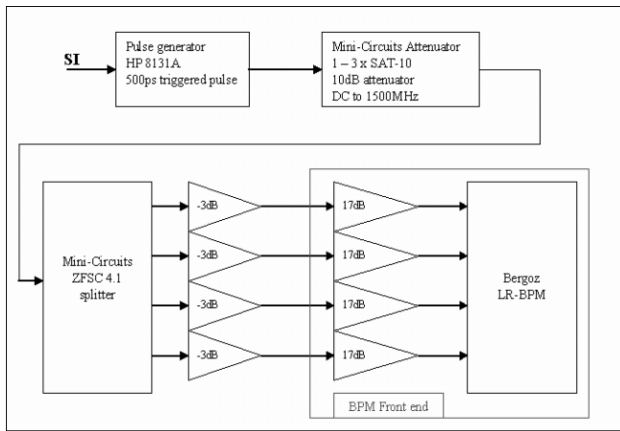 SI
Pulse generator
HP 8131A
500ps triggered pulse
Mini-Circuits Attenuator
1 – 3 x SAT-10
10dB attenuator
DC to 1500MHz
Mini-Circuits
ZFSC 4.1
splitter
-3dB
17dB
-3dB
17dB
-3dB
17dB
-3dB
17dB
Bergoz
LR-BPM
BPM Front end